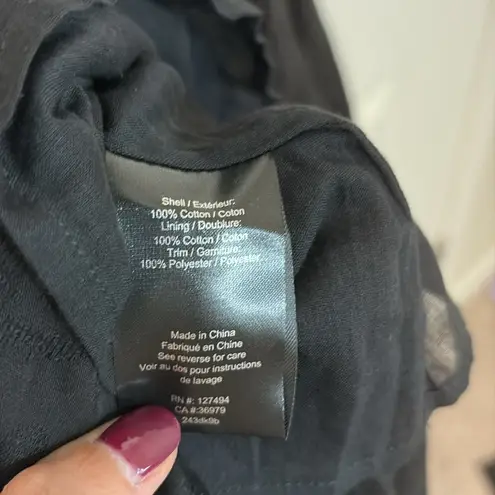 Shell / Extérieur:
100% Cotton / Coton
Lining / Doublure:
100% Cotton / Coton
Trim / Garniture:
100% Polyester / Polyester
Made in China
Fabriqué en Chine
See reverse for care
Voir au dos pour instructions
de lavage
RN #: 127494
CA #:36979
243dk9b